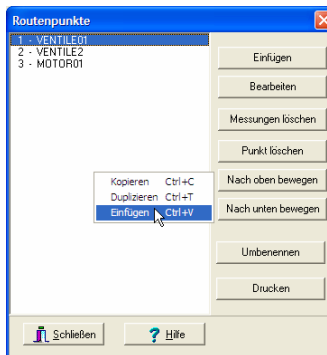 Routenpunkte
1 - VENTILE01
2 - VENTILE2
3 - MOTOR01
Einfügen
Bearbeiten
Messungen löschen
Punkt löschen
Nach oben bewegen
Nach unten bewegen
Umbenennen
Drucken
Kopieren Ctrl+C
Duplizieren Ctrl+T
Einfügen Ctrl+V
Schließen
? Hilfe